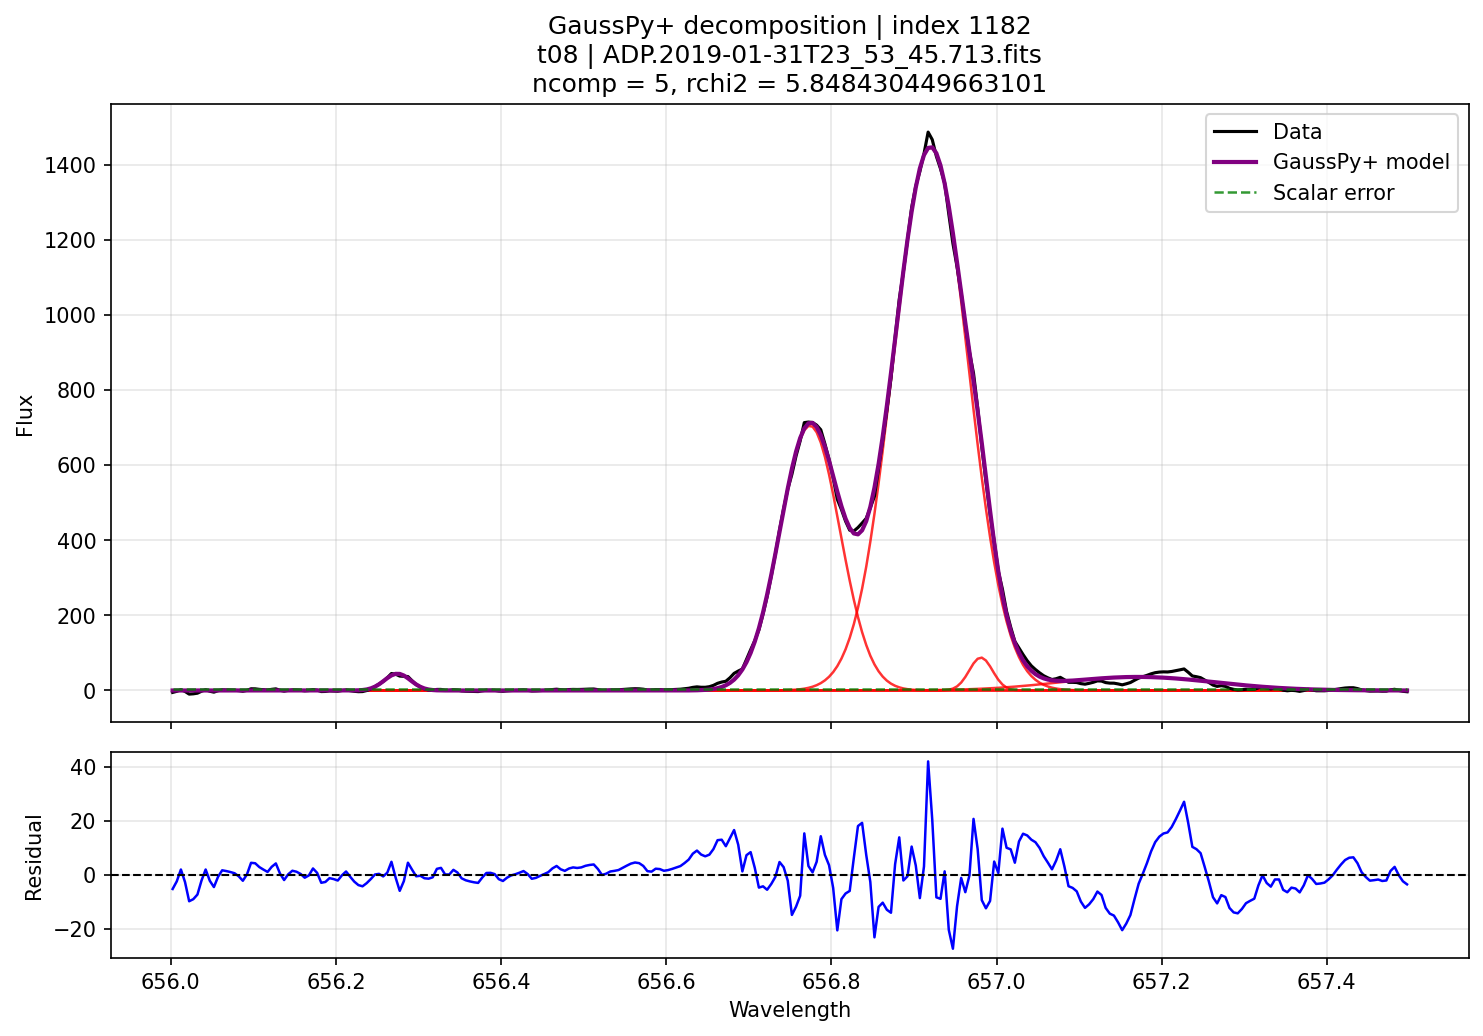 GaussPy+ decomposition | index 1182
t08 | ADP.2019-01-31T23_53_45.713.fits
ncomp = 5, rchi2 = 5.848430449663101
Data
GaussPy+ model
Scalar error
Flux
1400
1200
1000
800
600
400
200
0
Residual
40
20
0
−20
656.0 656.2 656.4 656.6 656.8 657.0 657.2 657.4
Wavelength